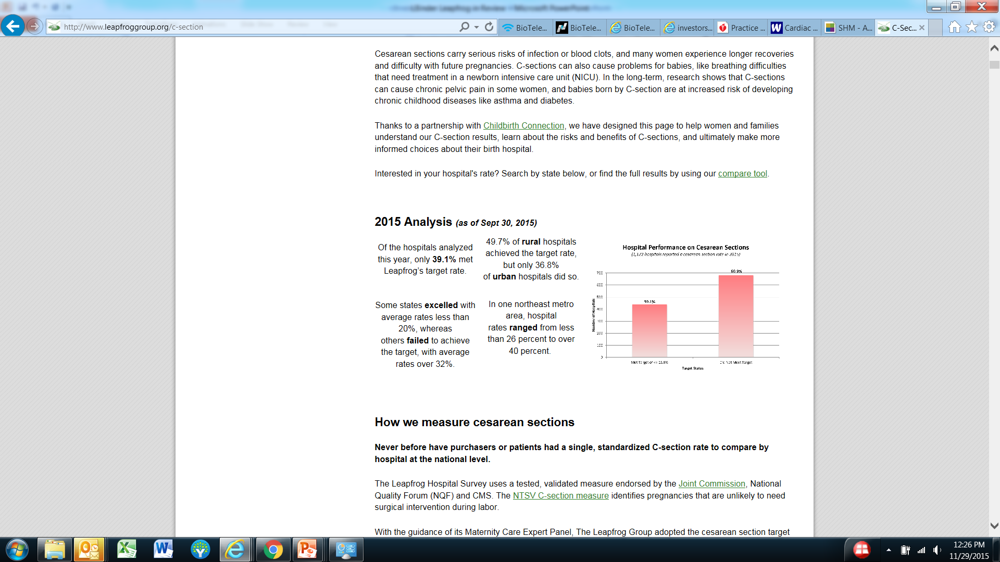 http://www.leapfroggroup.org/c-section
BioTele...
BioTele...
BioTele...
investors...
Practice ...
Cardiac ...
SHM - A...
C-Sec...
Cesarean sections carry serious risks of infection or blood clots, and many women experience longer recoveries
and difficulty with future pregnancies. C-sections can also cause problems for babies, like breathing difficulties
that need treatment in a newborn intensive care unit (NICU). In the long-term, research shows that C-sections
can cause chronic pelvic pain in some women, and babies born by C-section are at increased risk of developing
chronic childhood diseases like asthma and diabetes.
Thanks to a partnership with Childbirth Connection, we have designed this page to help women and families
understand our C-section results, learn about the risks and benefits of C-sections, and ultimately make more
informed choices about their birth hospital.
Interested in your hospital's rate? Search by state below, or find the full results by using our compare tool.
2015 Analysis (as of Sept 30, 2015)
Of the hospitals analyzed
this year, only 39.1% met
Leapfrog's target rate.
49.7% of rural hospitals
achieved the target rate,
but only 36.8%
of urban hospitals did so.
Some states excelled with
average rates less than
20%, whereas
others failed to achieve
the target, with average
rates over 32%.
In one northeast metro
area, hospital
rates ranged from less
than 26 percent to over
40 percent.
Hospital Performance on Cesarean Sections
(1,122 hospitals reported a cesarean section rate in 2015)
60.9%
39.1%
700
600
500
400
300
200
100
0
Number of Hospitals
Met Target of <= 23.9%
Did Not Meet Target
Target Status
How we measure cesarean sections
Never before have purchasers or patients had a single, standardized C-section rate to compare by
hospital at the national level.
The Leapfrog Hospital Survey uses a tested, validated measure endorsed by the Joint Commission, National
Quality Forum (NQF) and CMS. The NTSV C-section measure identifies pregnancies that are unlikely to need
surgical intervention during labor.
With the guidance of its Maternity Care Expert Panel, The Leapfrog Group adopted the cesarean section target
12:26 PM
11/29/2015